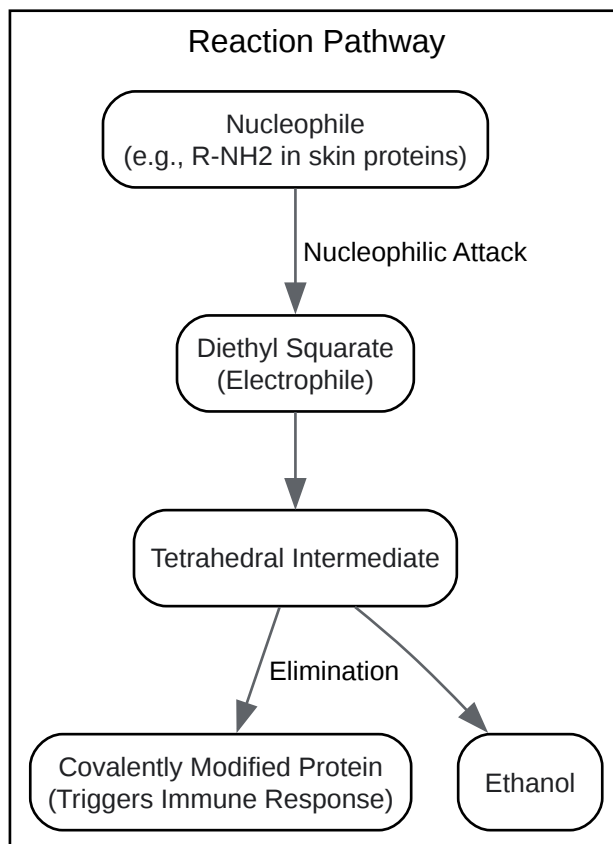 Reaction Pathway
Nucleophile
(e.g., R-NH2 in skin proteins)
Nucleophilic Attack
Diethyl Squarate
(Electrophile)
Tetrahedral Intermediate
Elimination
Covalently Modified Protein
(Triggers Immune Response)
Ethanol